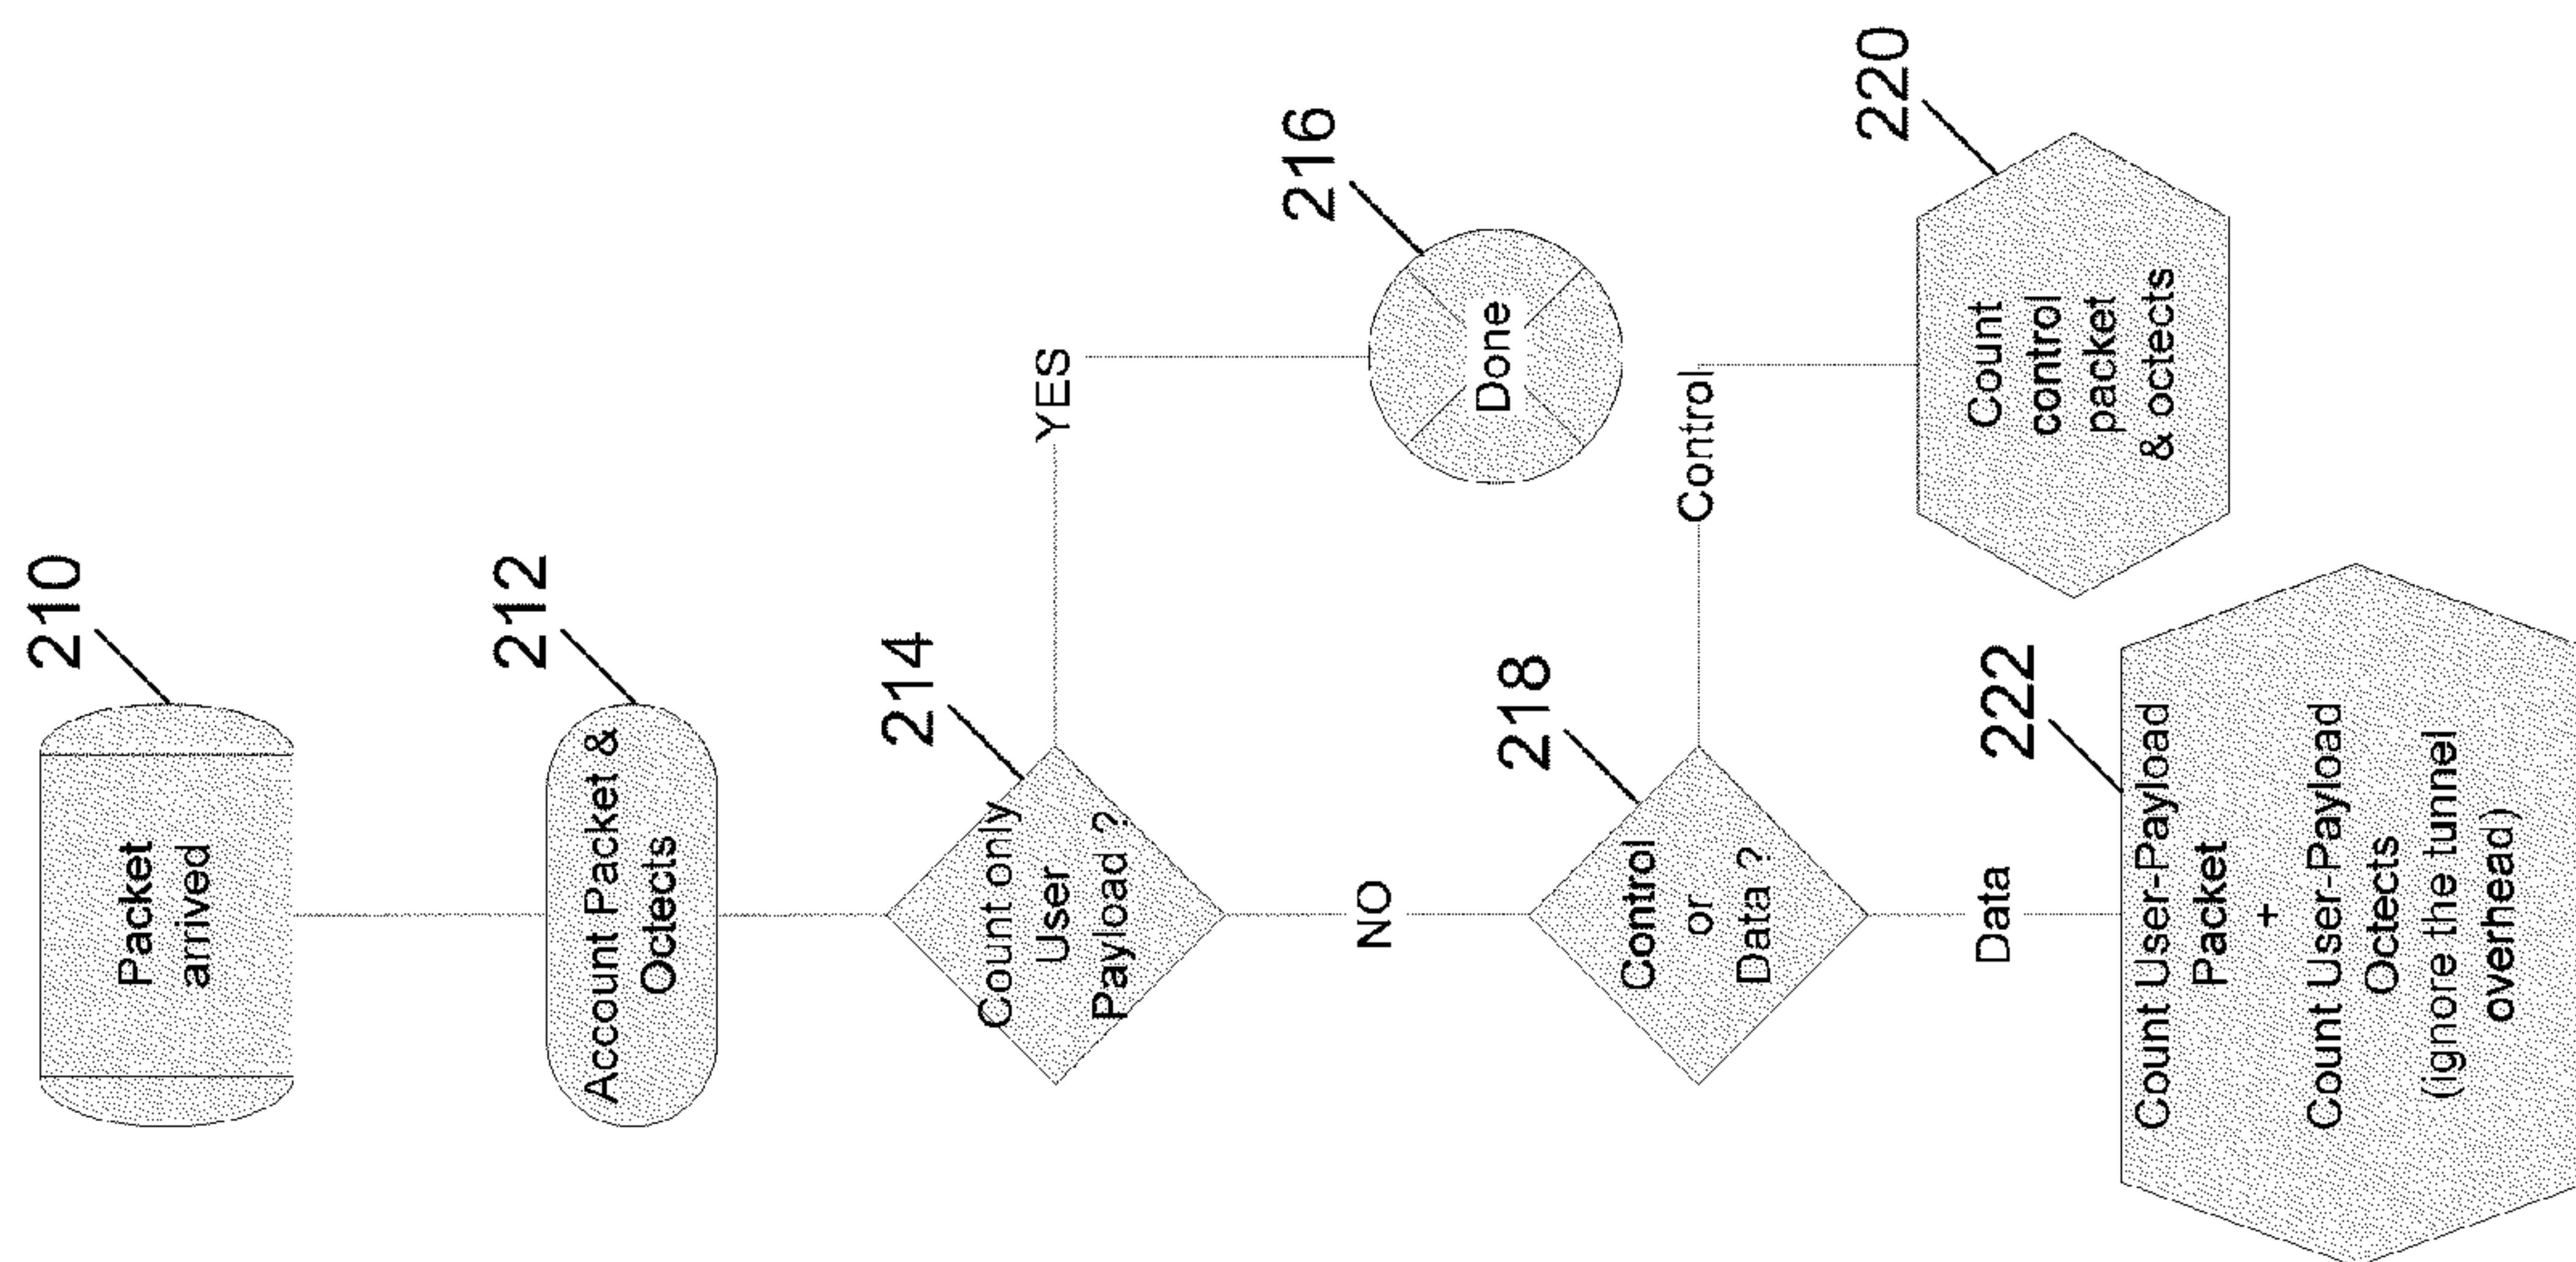 210
Packet
arrived
212
Account Packet &
Octects
214
Count only
User
Payload ?
YES
216
Done
NO
218
Control
or
Data ?
Control
220
Count
control
packet
& octects
Data
222
Count User-Payload
Packet
+
Count User-Payload
Octects
(ignore the tunnel
overhead)